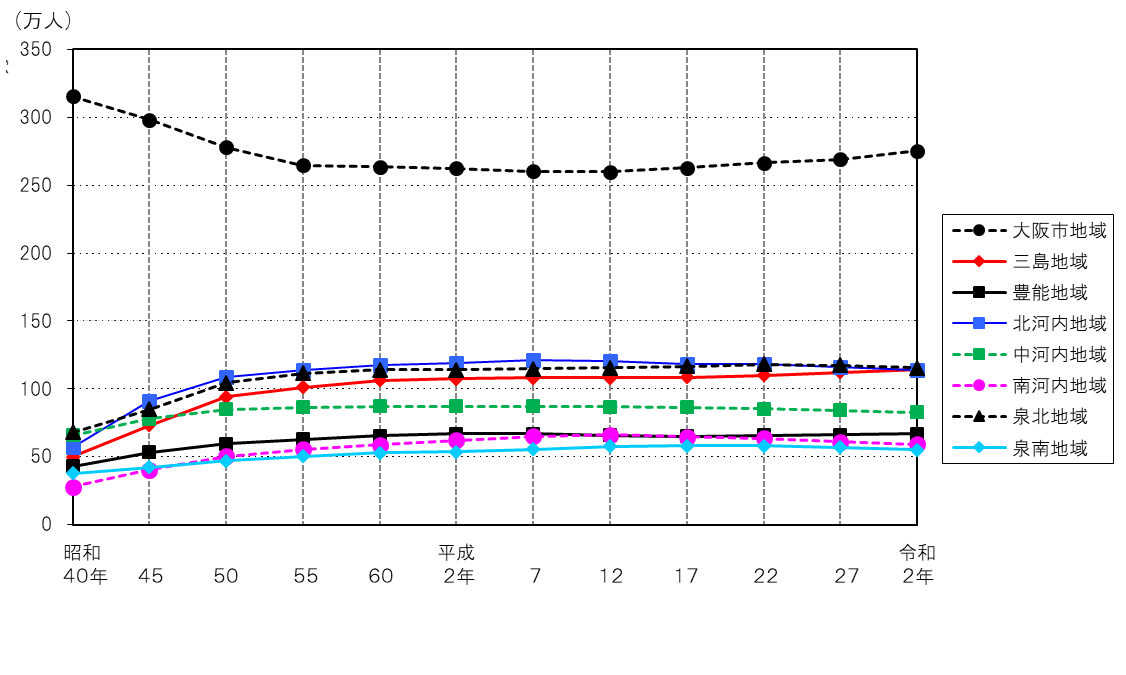 (万人)
350
300
250
200
150
100
50
0
昭和 平成 令和
40年 45 50 55 60 2年 7 12 17 22 27 2年
大阪市地域
三島地域
豊能地域
北河内地域
中河内地域
南河内地域
泉北地域
泉南地域